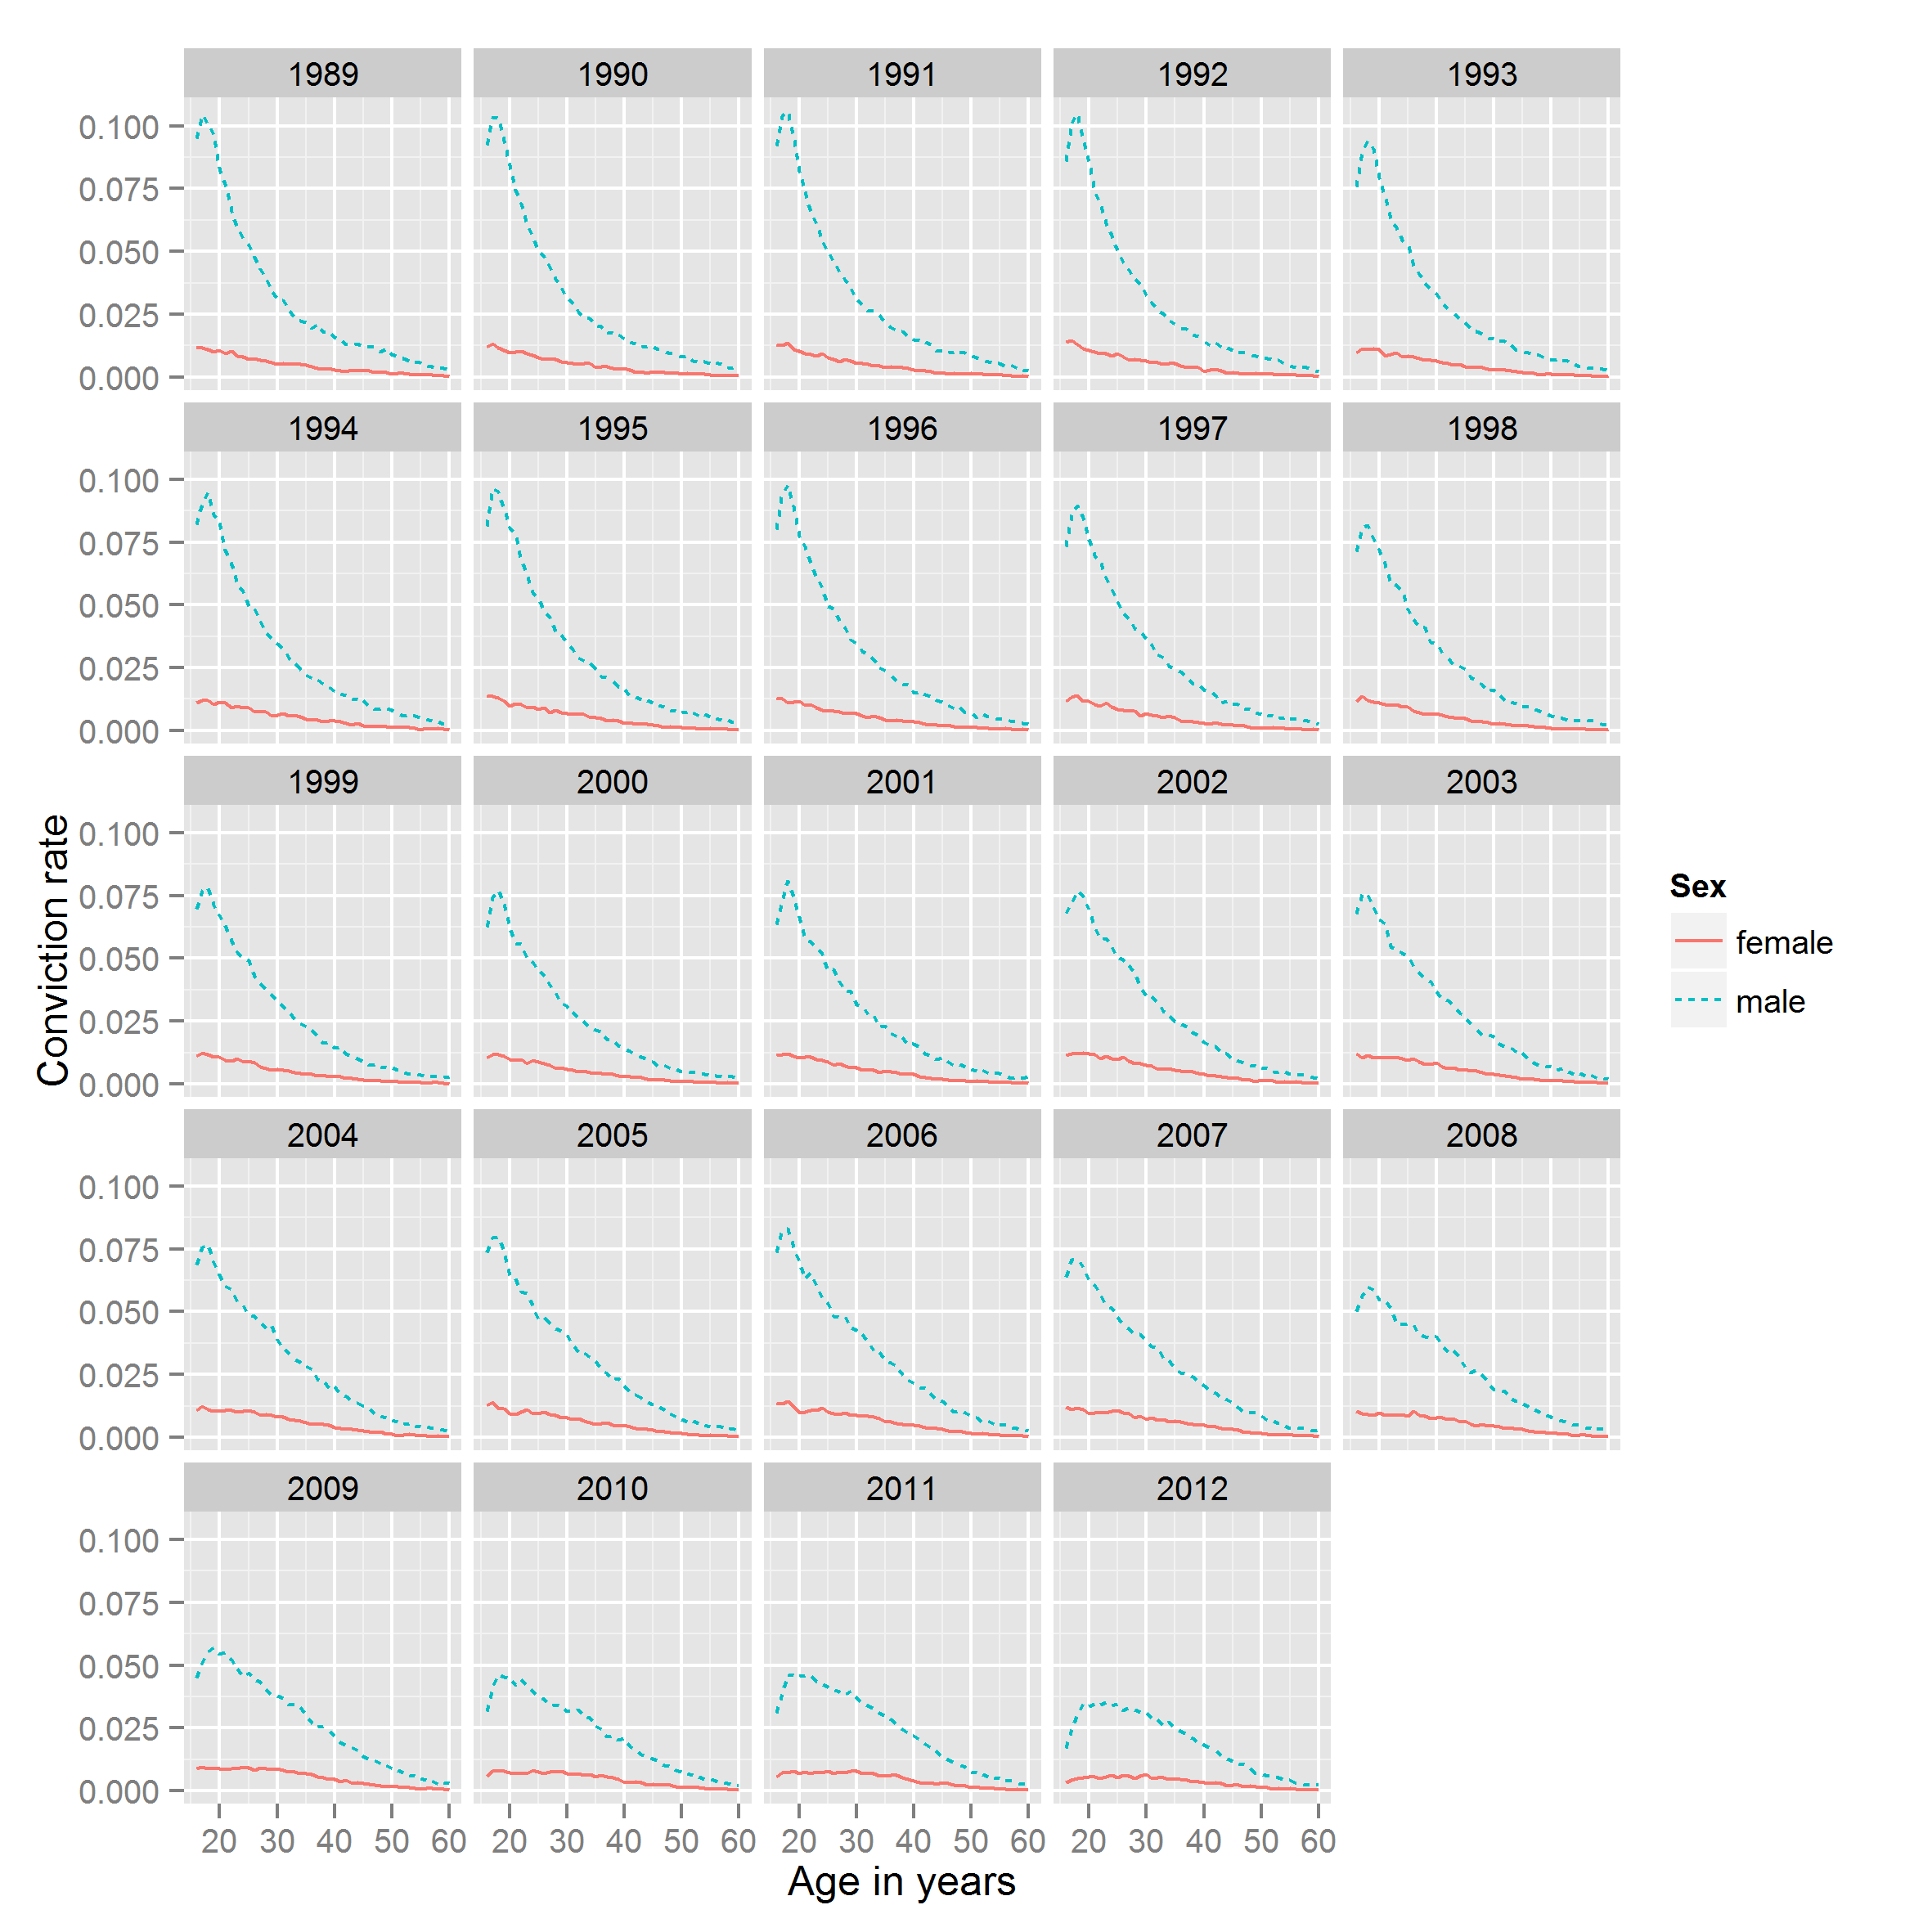 1989 1990 1991 1992 1993
0.100
0.075
0.050
0.025
0.000
1994 1995 1996 1997 1998
0.100
0.075
0.050
0.025
0.000
1999 2000 2001 2002 2003
0.100
0.075
0.050
0.025
0.000
2004 2005 2006 2007 2008
0.100
0.075
0.050
0.025
0.000
2009 2010 2011 2012
0.100
0.075
0.050
0.025
0.000
20 30 40 50 60 20 30 40 50 60 20 30 40 50 60 20 30 40 50 60
Age in years
Conviction rate
Sex
female
male